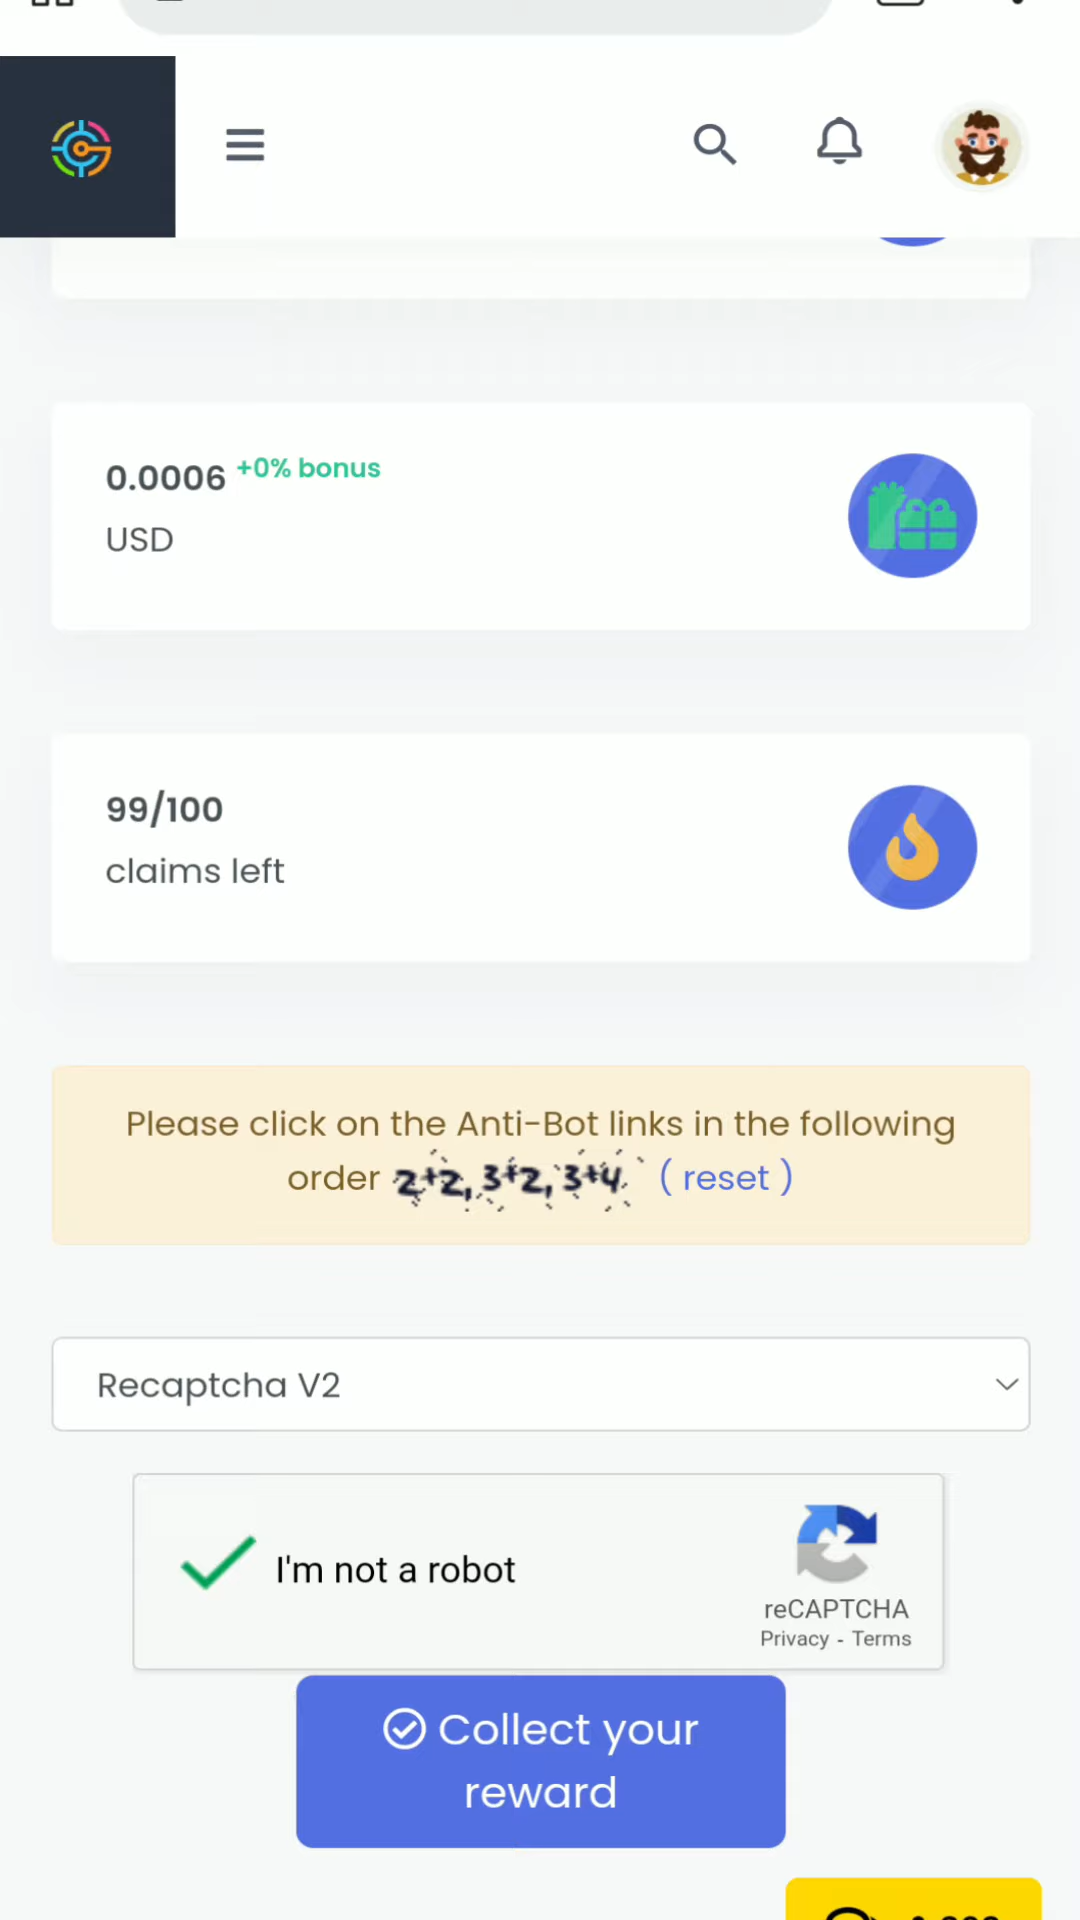 0.0006 +0% bonus
USD
99/100
claims left
Please click on the Anti-Bot links in the following
order 2+2, 3+2, 3+4 ( reset )
Recaptcha V2
I'm not a robot
reCAPTCHA
Privacy - Terms
Collect your
reward